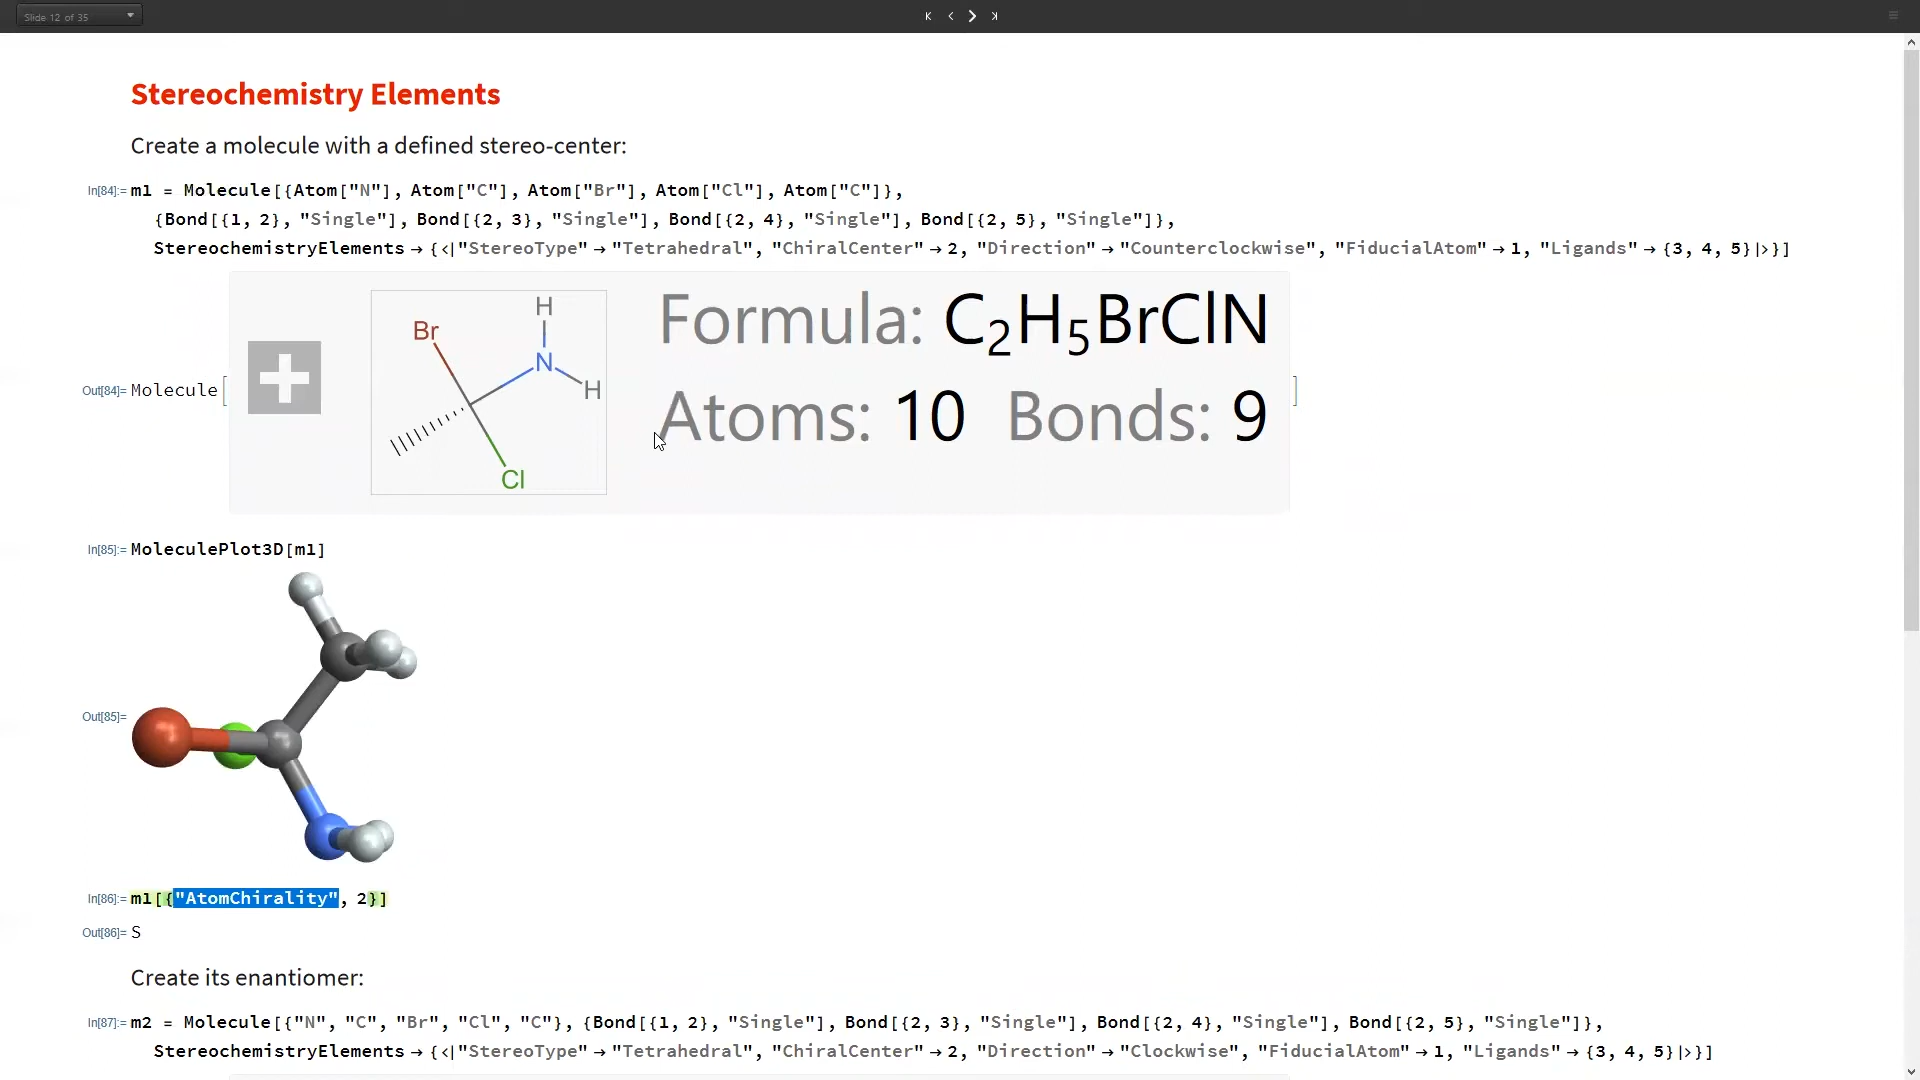 Slide 12 of 35
Stereochemistry Elements
Create a molecule with a defined stereo-center:
In[84]:= m1 = Molecule[{Atom["N"], Atom["C"], Atom["Br"], Atom["Cl"], Atom["C"]},
{Bond[{1, 2}, "Single"], Bond[{2, 3}, "Single"], Bond[{2, 4}, "Single"], Bond[{2, 5}, "Single"]},
StereochemistryElements → {<|"StereoType" → "Tetrahedral", "ChiralCenter" → 2, "Direction" → "Counterclockwise", "FiducialAtom" → 1, "Ligands" → {3, 4, 5}|>}]
Out[84]= Molecule[
H
Br
N
H
Cl
Formula: C₂H₅BrClN
Atoms: 10 Bonds: 9
]
In[85]:= MoleculePlot3D[m1]
Out[85]=
In[86]:= m1[{"AtomChirality", 2}]
Out[86]= S
Create its enantiomer:
In[87]:= m2 = Molecule[{"N", "C", "Br", "Cl", "C"}, {Bond[{1, 2}, "Single"], Bond[{2, 3}, "Single"], Bond[{2, 4}, "Single"], Bond[{2, 5}, "Single"]},
StereochemistryElements → {<|"StereoType" → "Tetrahedral", "ChiralCenter" → 2, "Direction" → "Clockwise", "FiducialAtom" → 1, "Ligands" → {3, 4, 5}|>}]